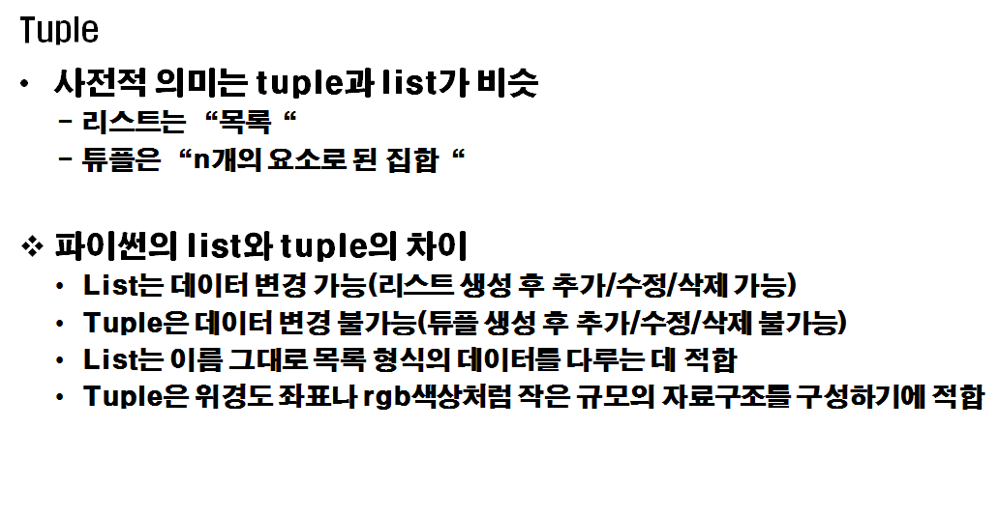 Tuple
• 사전적 의미는 tuple과 list가 비슷
– 리스트는 “목록 “
– 튜플은 “n개의 요소로 된 집합 “
❖ 파이썬의 list와 tuple의 차이
• List는 데이터 변경 가능(리스트 생성 후 추가/수정/삭제 가능)
• Tuple은 데이터 변경 불가능(튜플 생성 후 추가/수정/삭제 불가능)
• List는 이름 그대로 목록 형식의 데이터를 다루는 데 적합
• Tuple은 위경도 좌표나 rgb색상처럼 작은 규모의 자료구조를 구성하기에 적합